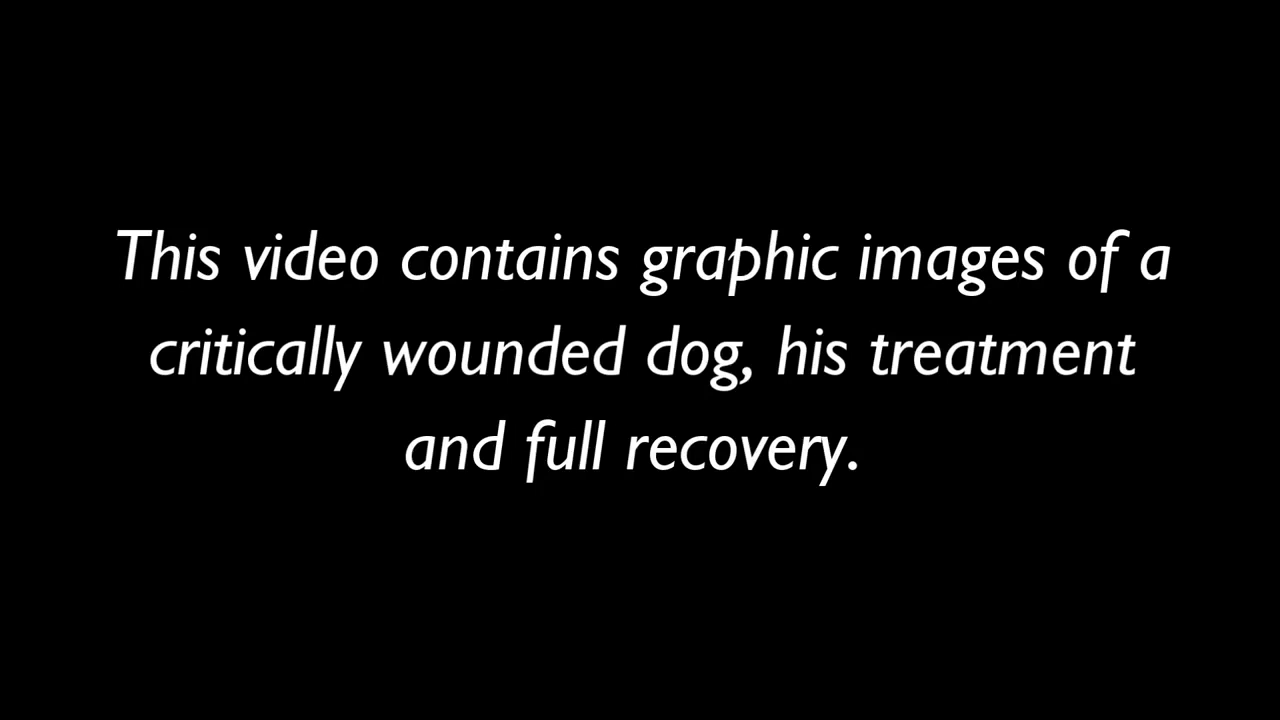 This video contains graphic images of a
critically wounded dog, his treatment
and full recovery.